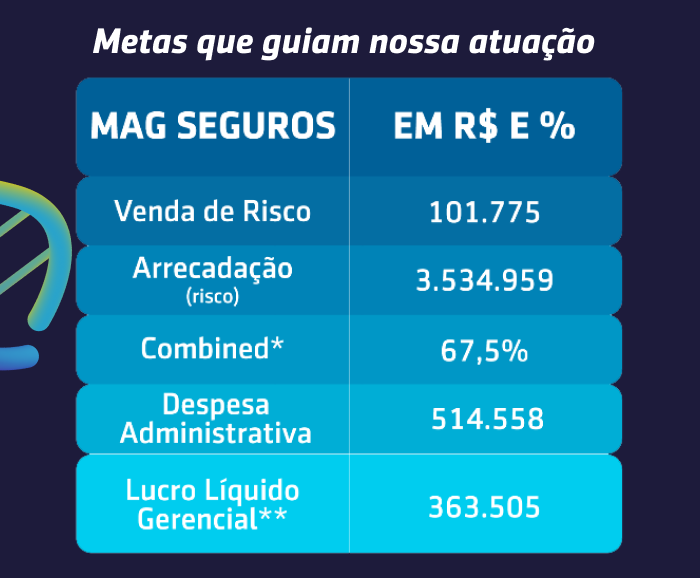 Metas que guiam nossa atuação
MAG SEGUROS EM R$ E %
Venda de Risco 101.775
Arrecadação
(risco) 3.534.959
Combined* 67,5%
Despesa
Administrativa 514.558
Lucro Líquido
Gerencial** 363.505